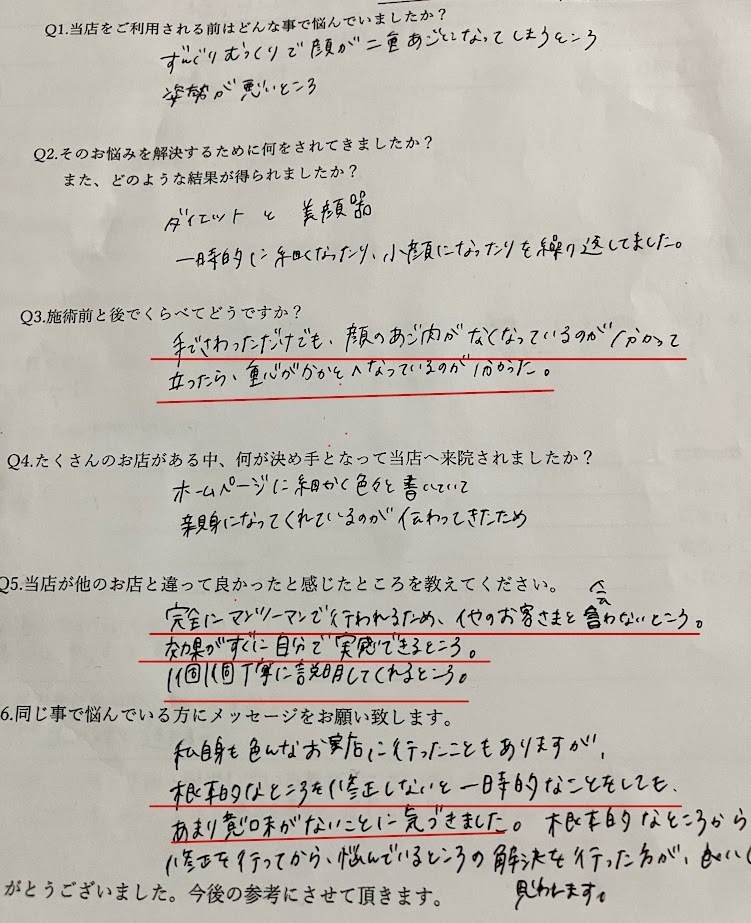 Q1.当店をご利用される前はどんな事で悩んでいましたか？
ずんぐりむっくりで顔が二重あごになってしまうところ
姿勢が悪いところ
Q2.そのお悩みを解決するために何をされてきましたか？
また、どのような結果が得られましたか？
ダイエットと 美顔器
一時的に細くなったり、小顔になったりを繰り返してました。
Q3.施術前と後でくらべてどうですか？
手でさわっただけでも、顔のあご肉がなくなっているのが分かって
立ったら、重心がかかとへなっているのが分かった。
Q4.たくさんのお店がある中、何が決め手となって当店へ来院されましたか？
ホームページに細かく色々と書いていて
親身になってくれているのが伝わってきたため
Q5.当店が他のお店と違って良かったと感じたところを教えてください。
完全にマンツーマンで行われるため、他のお客さまと会わないところ。
効果がすぐに自分で実感できるところ。
1個1個丁寧に説明してくれるところ。
6.同じ事で悩んでいる方にメッセージをお願い致します。
私自身も色んなお店に行ったこともありますが、
根本的なところを修正しないと一時的なことをしても、
あまり意味がないことに気づきました。根本的なところから
修正を行ってから、悩んでいるところの解決を行った方が、良いと
思われます。
がとうございました。今後の参考にさせて頂きます。